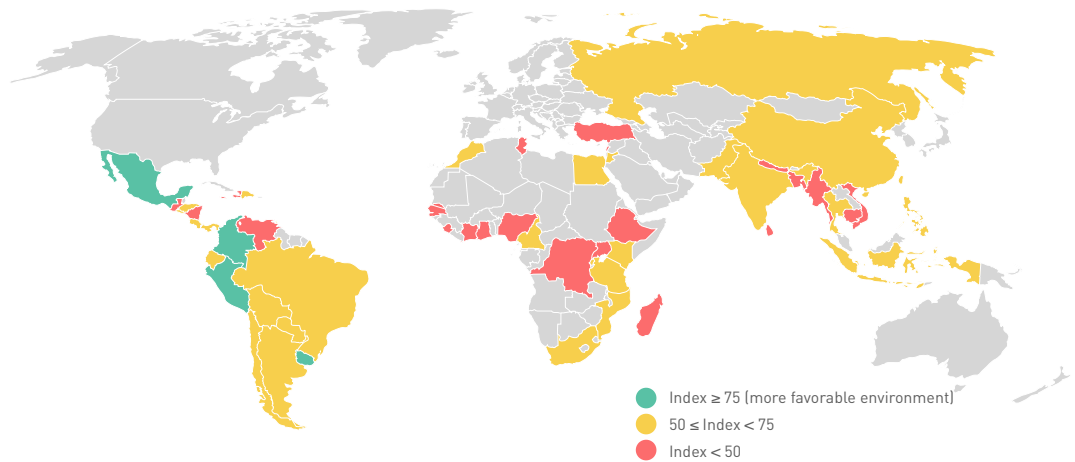 Index ≥ 75 (more favorable environment)
50 ≤ Index < 75
Index < 50